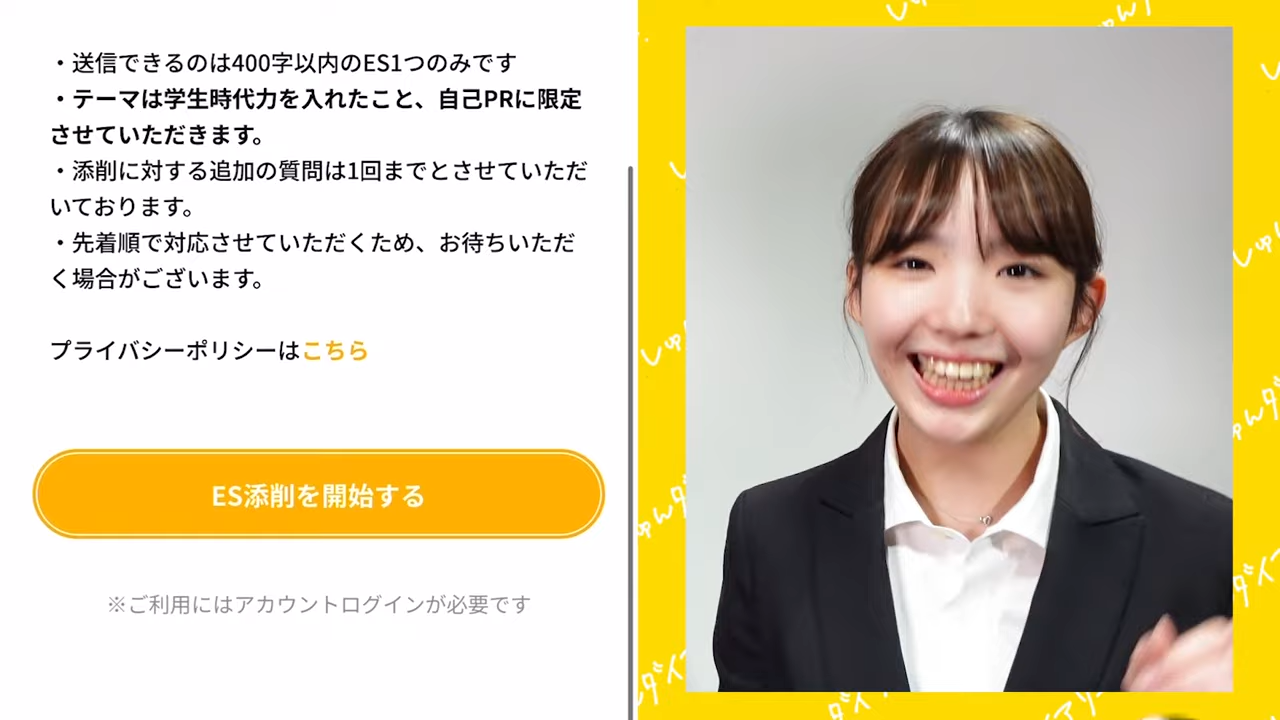 ・送信できるのは400字以内のES1つのみです
・テーマは学生時代力を入れたこと、自己PRに限定
させていただきます。
・添削に対する追加の質問は1回までとさせていただ
いております。
・先着順で対応させていただくため、お待ちいただ
く場合がございます。
プライバシーポリシーはこちら
ES添削を開始する
※ご利用にはアカウントログインが必要です